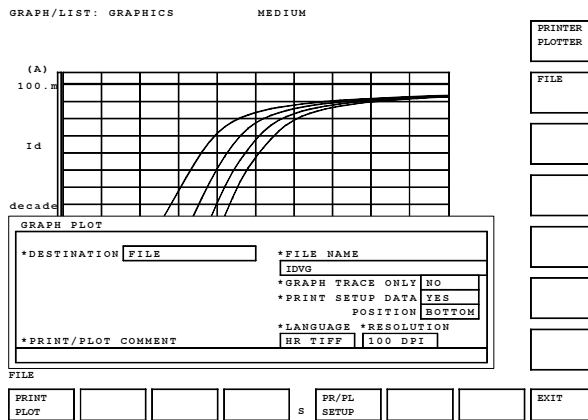 GRAPH/LIST: GRAPHICS MEDIUM
PRINTER
PLOTTER
FILE
(A)
100.m
Id
decade
GRAPH PLOT
*DESTINATION FILE
*FILE NAME
IDVG
*GRAPH TRACE ONLY NO
*PRINT SETUP DATA YES
POSITION BOTTOM
*LANGUAGE *RESOLUTION
*PRINT/PLOT COMMENT HR TIFF 100 DPI
FILE
PRINT
PLOT
S
PR/PL
SETUP
EXIT